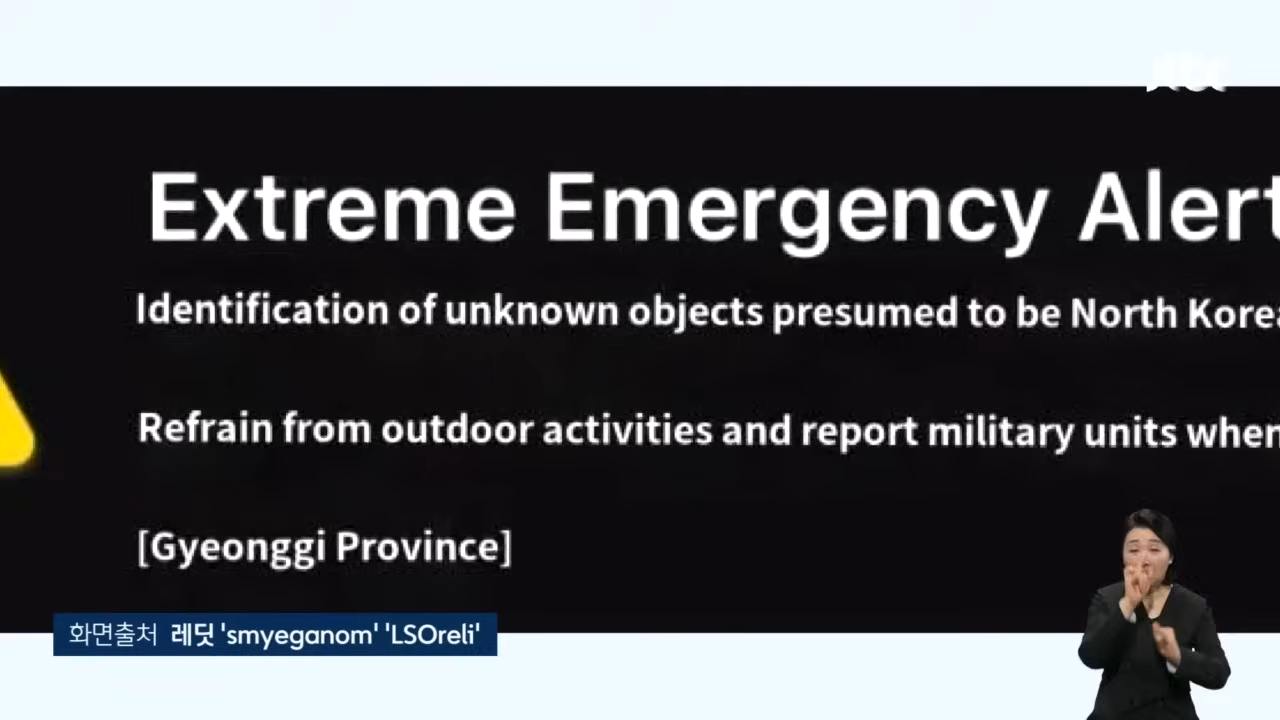 jtbc
Extreme Emergency Alert
Identification of unknown objects presumed to be North Korea
Refrain from outdoor activities and report military units when
[Gyeonggi Province]
화면출처 레딧 'smyeganom' 'LSOreli'